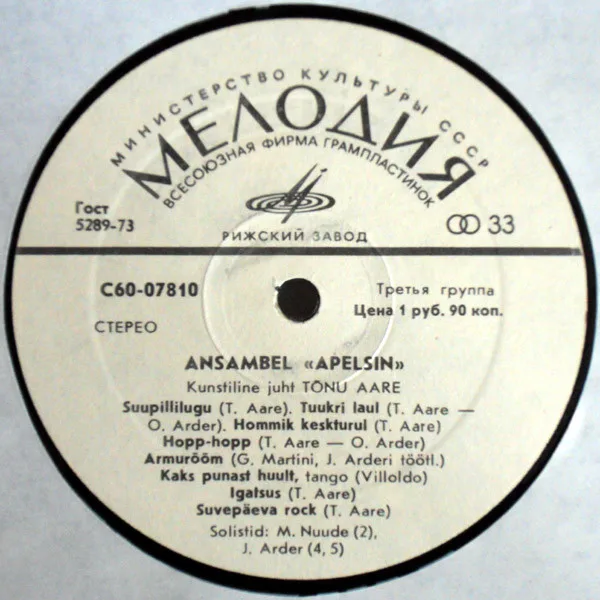 МИНИСТЕРСТВО КУЛЬТУРЫ СССР
МЕЛОДИЯ
ВСЕСОЮЗНАЯ ФИРМА ГРАМПЛАСТИНОК
Гост
5289-73
33
РИЖСКИЙ ЗАВОД
С60-07810
Третья группа
Цена 1 руб. 90 коп.
СТЕРЕО
ANSAMBEL «APELSIN»
Kunstiline juht TÕNU AARE
Suupillilugu (T. Aare). Tuukri laul (T. Aare —
O. Arder). Hommik keskturul (T. Aare)
Hopp-hopp (T. Aare — O. Arder)
Armurõõm (G. Martini, J. Arderi töötl.)
Kaks punast huult, tango (Villoldo)
Igatsus (T. Aare)
Suvepäeva rock (T. Aare)
Solistid: M. Nuude (2),
J. Arder (4, 5)